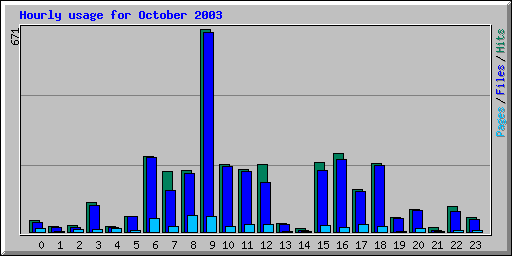 Hourly usage for October 2003
671
Pages / Files / Hits
0 1 2 3 4 5 6 7 8 9 10 11 12 13 14 15 16 17 18 19 20 21 22 23